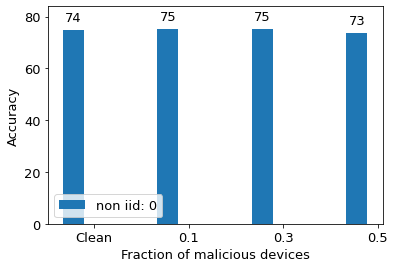 74 75 75 73
80
60
40
20
0
Accuracy
non iid: 0
Clean 0.1 0.3 0.5
Fraction of malicious devices